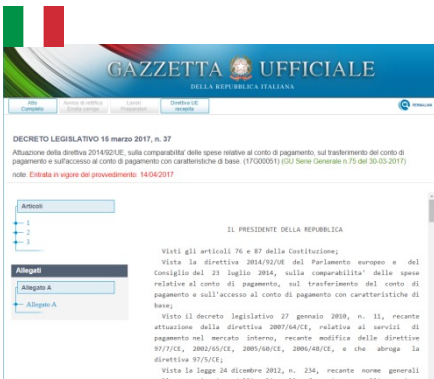 GAZZETTA UFFICIALE
DELLA REPUBBLICA ITALIANA
Atto Completo
Avviso di rettifica
Errata corrige
Lavori Preparatori
Direttiva UE recepita
PERMALINK
DECRETO LEGISLATIVO 15 marzo 2017, n. 37
Attuazione della direttiva 2014/92/UE, sulla comparabilita' delle spese relative al conto di pagamento, sul trasferimento del conto di
pagamento e sull'accesso al conto di pagamento con caratteristiche di base. (17G00051) (GU Serie Generale n.75 del 30-03-2017)
note: Entrata in vigore del provvedimento: 14/04/2017
Articoli
1
2
3
Allegati
Allegato A
Allegato A
IL PRESIDENTE DELLA REPUBBLICA
Visti gli articoli 76 e 87 della Costituzione;
Vista la direttiva 2014/92/UE del Parlamento europeo e del
Consiglio del 23 luglio 2014, sulla comparabilita' delle spese
relative al conto di pagamento, sul trasferimento del conto di
pagamento e sull'accesso al conto di pagamento con caratteristiche di
base;
Visto il decreto legislativo 27 gennaio 2010, n. 11, recante
attuazione della direttiva 2007/64/CE, relativa ai servizi di
pagamento nel mercato interno, recante modifica delle direttive
97/7/CE, 2002/65/CE, 2005/60/CE, 2006/48/CE, e che abroga la
direttiva 97/5/CE;
Vista la legge 24 dicembre 2012, n. 234, recante norme generali